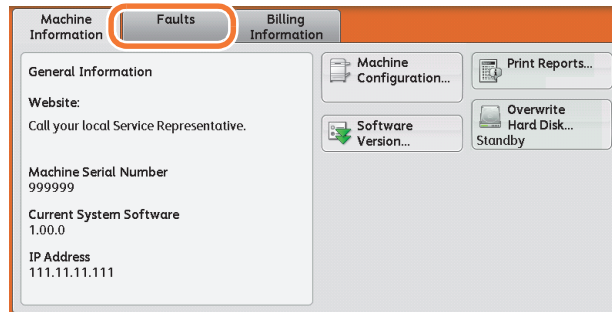 Machine
Information
Faults
Billing
Information
General Information
Website:
Call your local Service Representative.
Machine Serial Number
999999
Current System Software
1.00.0
IP Address
111.11.11.111
Machine
Configuration...
Print Reports...
Software
Version...
Overwrite
Hard Disk...
Standby